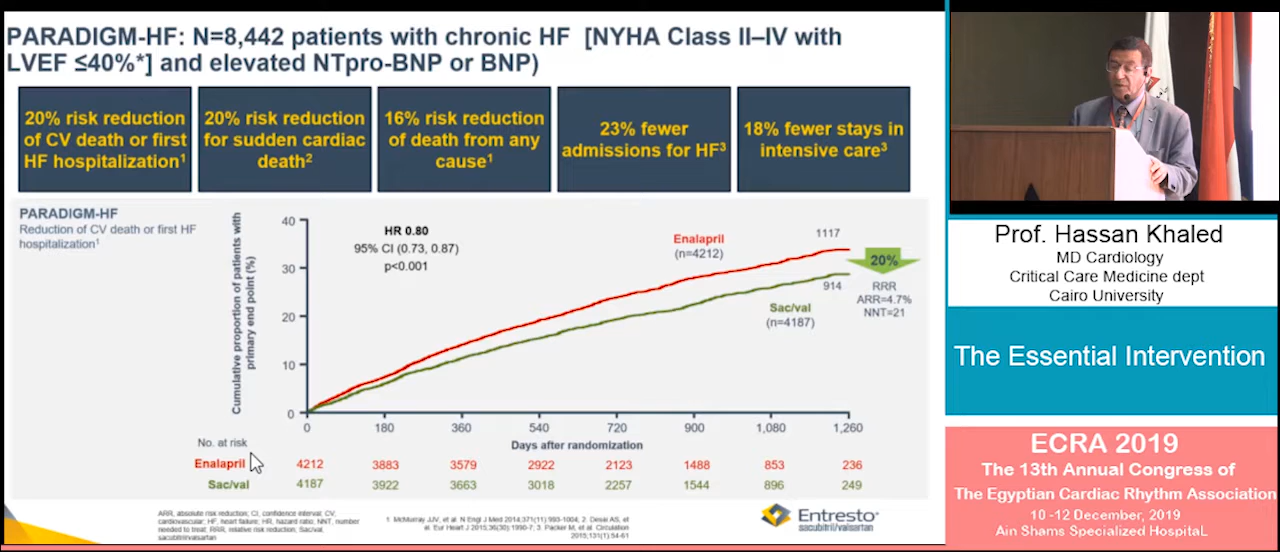 PARADIGM-HF: N=8,442 patients with chronic HF [NYHA Class II–IV with
LVEF ≤40%*] and elevated NTpro-BNP or BNP)
20% risk reduction
of CV death or first
HF hospitalization1
20% risk reduction
for sudden cardiac
death2
16% risk reduction
of death from any
cause1
23% fewer
admissions for HF3
18% fewer stays in
intensive care3
PARADIGM-HF
Reduction of CV death or first HF
hospitalization1
Cumulative proportion of patients with
primary end point (%)
40
30
20
10
0
HR 0.80
95% CI (0.73, 0.87)
p<0.001
Enalapril
(n=4212)
1117
914
Sac/val
(n=4187)
20%
RRR
ARR=4.7%
NNT=21
0 180 360 540 720 900 1,080 1,260
Days after randomization
No. at risk
Enalapril 4212 3883 3579 2922 2123 1488 853 236
Sac/val 4187 3922 3663 3018 2257 1544 896 249
ARR, absolute risk reduction; CI, confidence interval; CV,
cardiovascular; HF, heart failure; HR, hazard ratio; NNT, number
needed to treat; RRR, relative risk reduction; Sac/val,
sacubitril/valsartan
1 McMurray JJV, et al. N Engl J Med 2014;371(11):993-1004; 2. Desai AS, et
al. Eur Heart J 2015;36(30):1990-7; 3. Packer M, et al. Circulation
2015;131(1):54-61
Entresto
sacubitril/valsartan
Prof. Hassan Khaled
MD Cardiology
Critical Care Medicine dept
Cairo University
The Essential Intervention
ECRA 2019
The 13th Annual Congress of
The Egyptian Cardiac Rhythm Association
10 -12 December, 2019
Ain Shams Specialized HospitaL